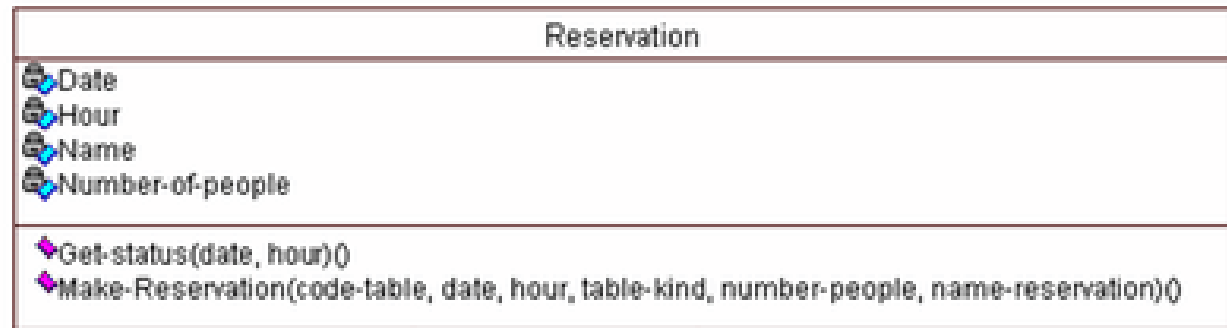 Reservation
Date
Hour
Name
Number-of-people
Get-status(date, hour)()
Make-Reservation(code-table, date, hour, table-kind, number-people, name-reservation)()